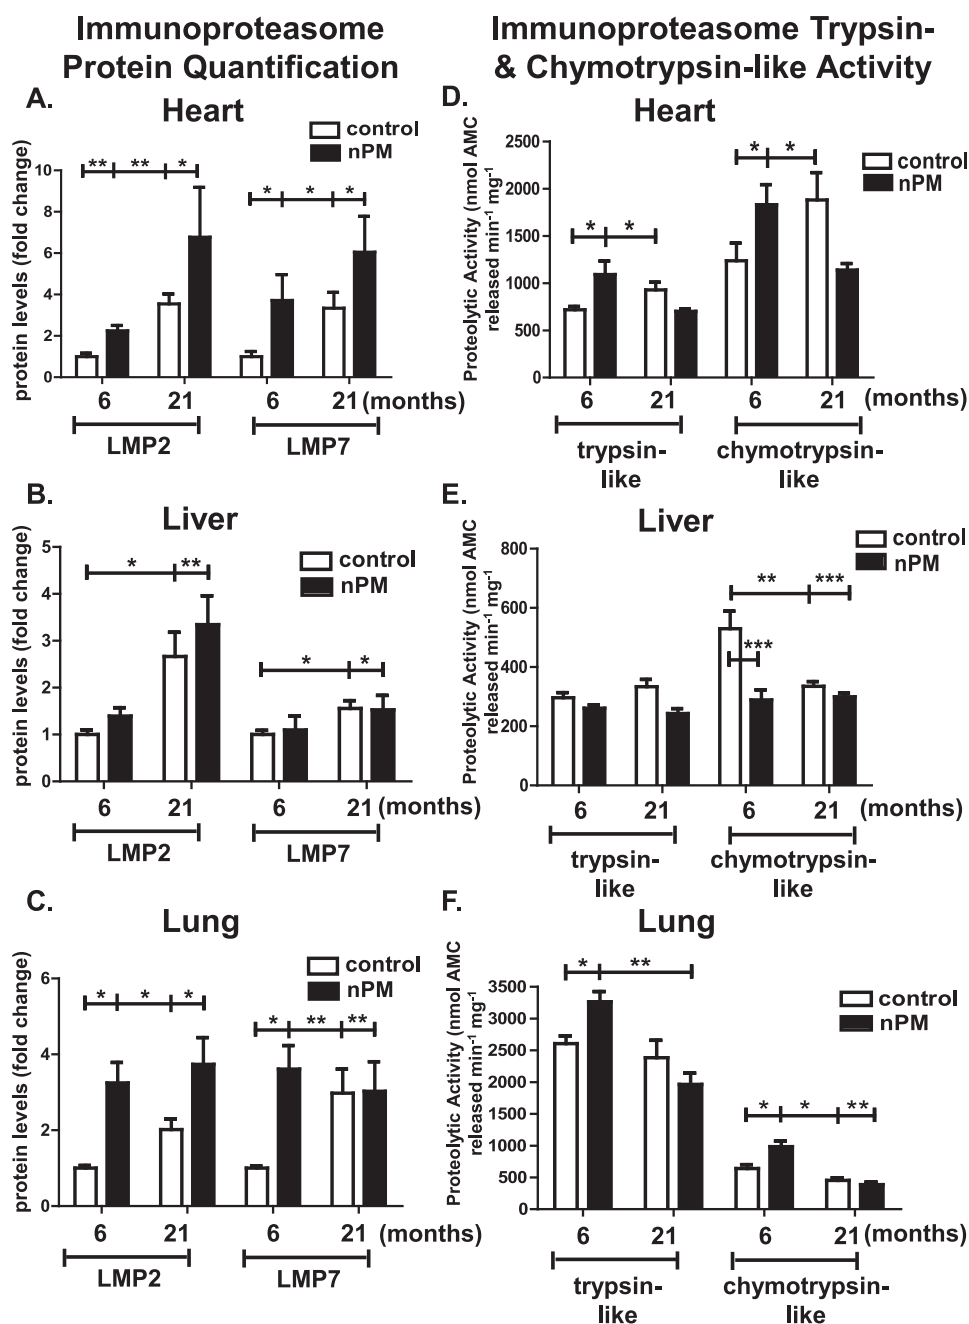 Immunoproteasome
Protein Quantification
A.
Heart
control
nPM
protein levels (fold change)
10
8
6
4
2
0
** ** *
* * *
6 21 6 21 (months)
LMP2 LMP7
B.
Liver
control
nPM
protein levels (fold change)
5
4
3
2
1
0
* **
* *
6 21 6 21 (months)
LMP2 LMP7
C.
Lung
control
nPM
protein levels (fold change)
6
4
2
0
* * *
* ** **
6 21 6 21 (months)
LMP2 LMP7
Immunoproteasome Trypsin-
& Chymotrypsin-like Activity
D.
Heart
control
nPM
Proteolytic Activity (nmol AMC
released min-1 mg-1
2500
2000
1500
1000
500
0
* *
* *
6 21 6 21 (months)
trypsin- chymotrypsin-
like like
E.
Liver
control
nPM
Proteolytic Activity (nmol AMC
released min-1 mg-1
800
600
400
200
0
** ***
***
6 21 6 21 (months)
trypsin- chymotrypsin-
like like
F.
Lung
control
nPM
Proteolytic Activity (nmol AMC
released min-1 mg-1
3500
3000
2500
2000
1500
1000
500
0
* **
* * **
6 21 6 21 (months)
trypsin- chymotrypsin-
like like